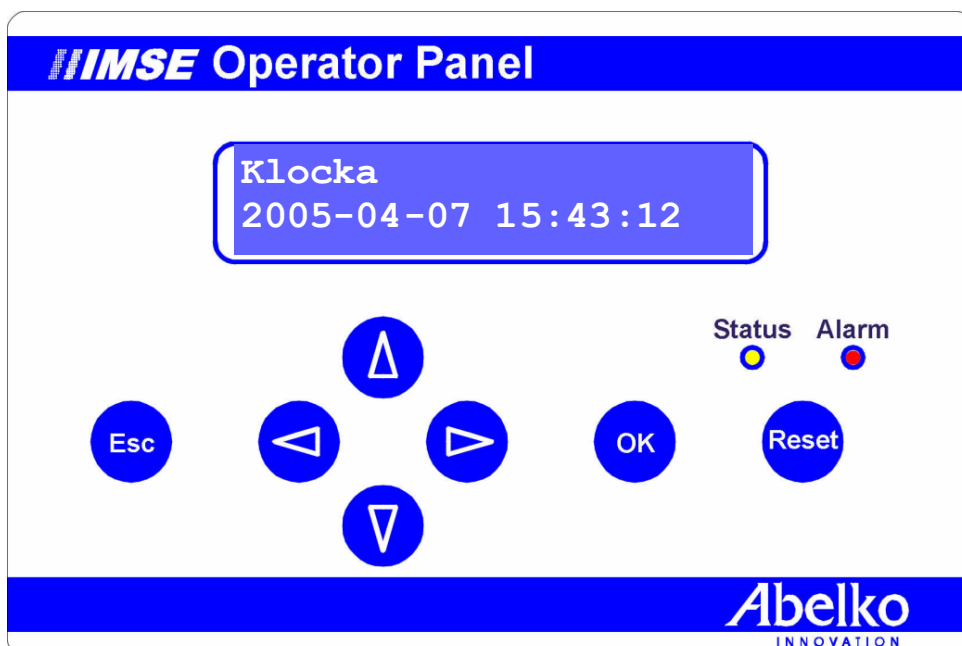 IMSE Operator Panel
Klocka
2005-04-07 15:43:12
Status Alarm
Esc
OK
Reset
Abelko
INNOVATION